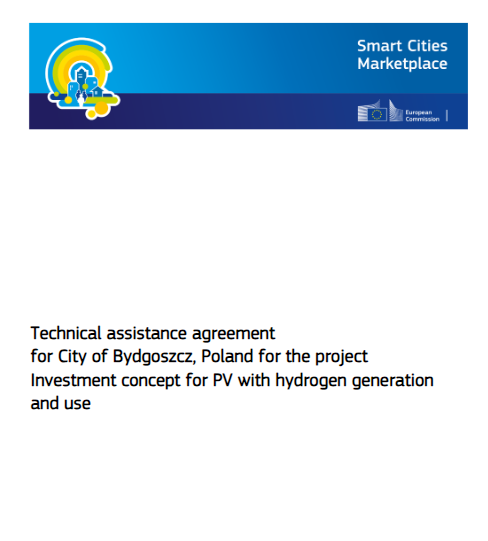 Smart Cities
Marketplace
European
Commission
Technical assistance agreement
for City of Bydgoszcz, Poland for the project
Investment concept for PV with hydrogen generation
and use